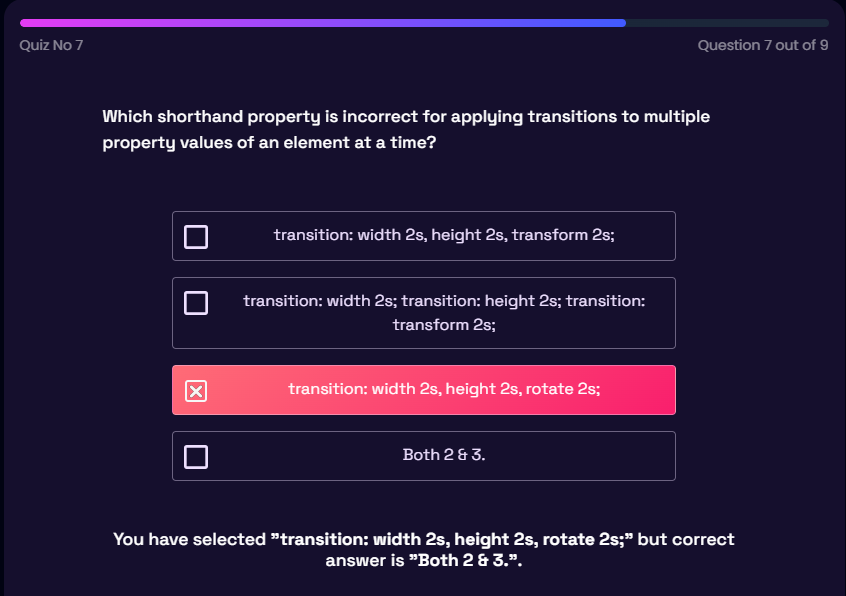 Quiz No 7
Question 7 out of 9
Which shorthand property is incorrect for applying transitions to multiple
property values of an element at a time?
transition: width 2s, height 2s, transform 2s;
transition: width 2s; transition: height 2s; transition:
transform 2s;
transition: width 2s, height 2s, rotate 2s;
Both 2 & 3.
You have selected ”transition: width 2s, height 2s, rotate 2s;” but correct
answer is ”Both 2 & 3.”.